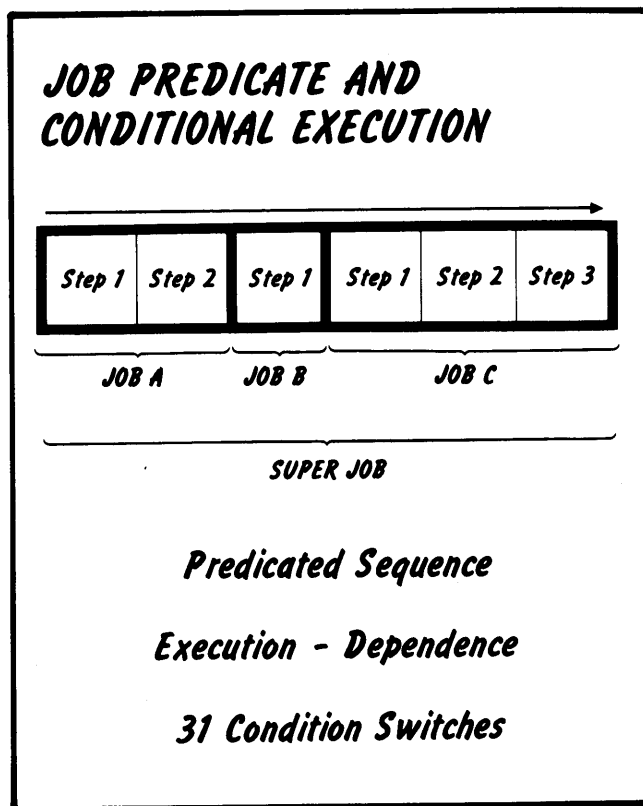 JOB PREDICATE AND
CONDITIONAL EXECUTION
Step 1 Step 2 Step 1 Step 1 Step 2 Step 3
JOB A JOB B JOB C
SUPER JOB
Predicated Sequence
Execution - Dependence
31 Condition Switches